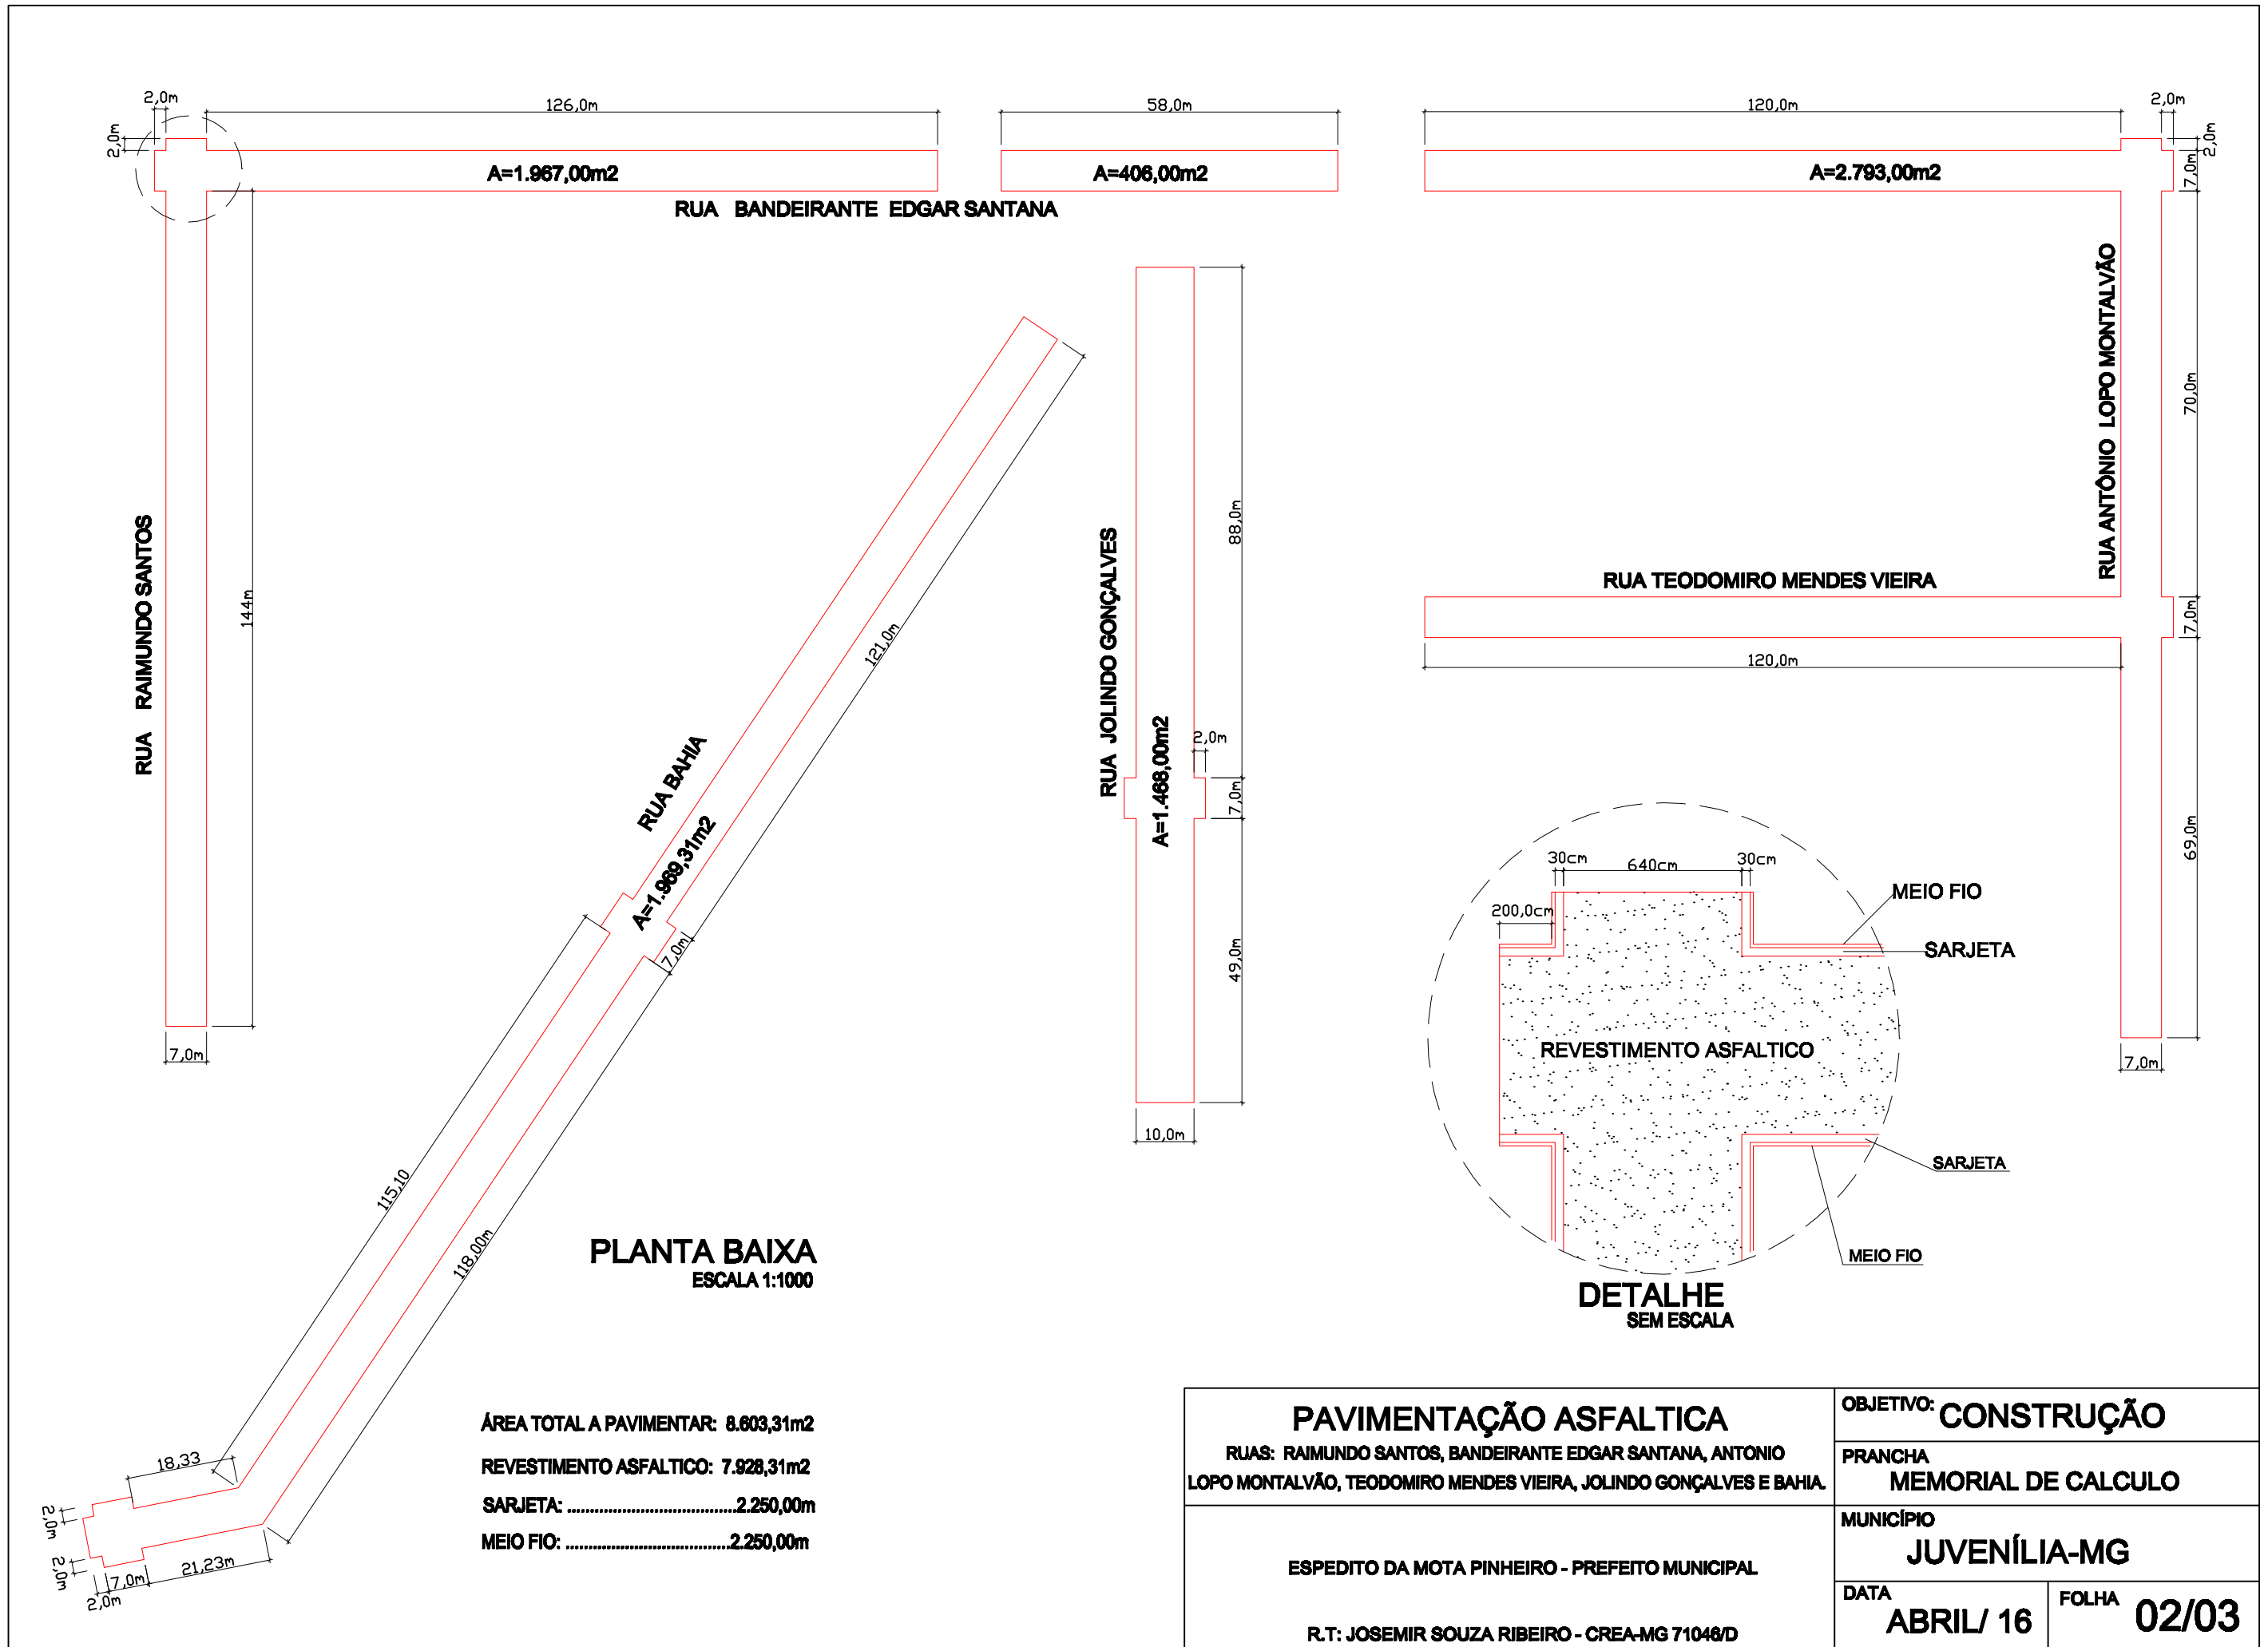 2,0m
126,0m
58,0m
120,0m
2,0m
2,0m
2,0m
A=1.967,00m2
A=406,00m2
A=2.793,00m2
7,0m
RUA BANDEIRANTE EDGAR SANTANA
RUA RAIMUNDO SANTOS
144m
7,0m
RUA BAHIA
A=1.969,31m2
121,0m
7,0m
115,10
118,00m
18,33
2,0m
2,0m
2,0m
7,0m
21,23m
RUA JOLINDO GONÇALVES
A=1.468,00m2
88,0m
2,0m
7,0m
49,0m
10,0m
RUA ANTÔNIO LOPO MONTALVÃO
70,0m
RUA TEODOMIRO MENDES VIEIRA
7,0m
120,0m
69,0m
7,0m
30cm
640cm
30cm
200,0cm
MEIO FIO
SARJETA
REVESTIMENTO ASFALTICO
SARJETA
MEIO FIO
DETALHE
SEM ESCALA
PLANTA BAIXA
ESCALA 1:1000
ÁREA TOTAL A PAVIMENTAR: 8.603,31m2
REVESTIMENTO ASFALTICO: 7.928,31m2
SARJETA: .....................................2.250,00m
MEIO FIO: ...................................2.250,00m
PAVIMENTAÇÃO ASFALTICA
RUAS: RAIMUNDO SANTOS, BANDEIRANTE EDGAR SANTANA, ANTONIO
LOPO MONTALVÃO, TEODOMIRO MENDES VIEIRA, JOLINDO GONÇALVES E BAHIA.
ESPEDITO DA MOTA PINHEIRO - PREFEITO MUNICIPAL
R.T: JOSEMIR SOUZA RIBEIRO - CREA-MG 71046/D
OBJETIVO: CONSTRUÇÃO
PRANCHA
MEMORIAL DE CALCULO
MUNICÍPIO
JUVENÍLIA-MG
DATA
ABRIL/ 16
FOLHA 02/03